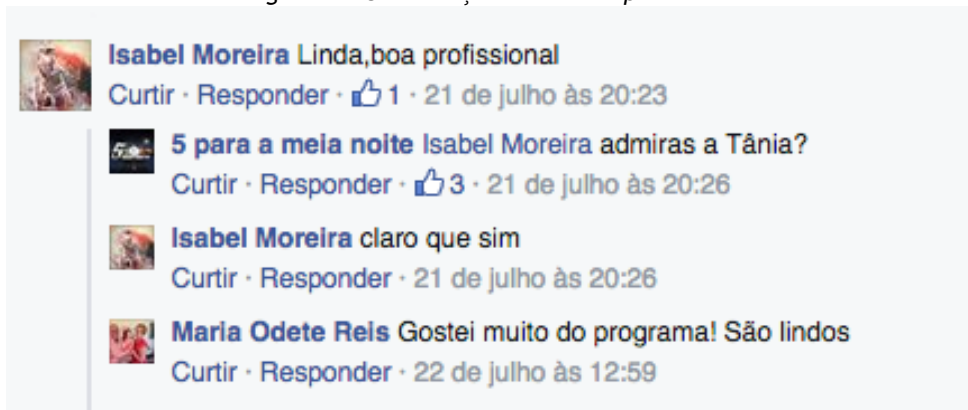 Isabel Moreira Linda,boa profissional
Curtir · Responder · 1 · 21 de julho às 20:23
5 para a meia noite Isabel Moreira admiras a Tânia?
Curtir · Responder · 3 · 21 de julho às 20:26
Isabel Moreira claro que sim
Curtir · Responder · 21 de julho às 20:26
Maria Odete Reis Gostei muito do programa! São lindos
Curtir · Responder · 22 de julho às 12:59